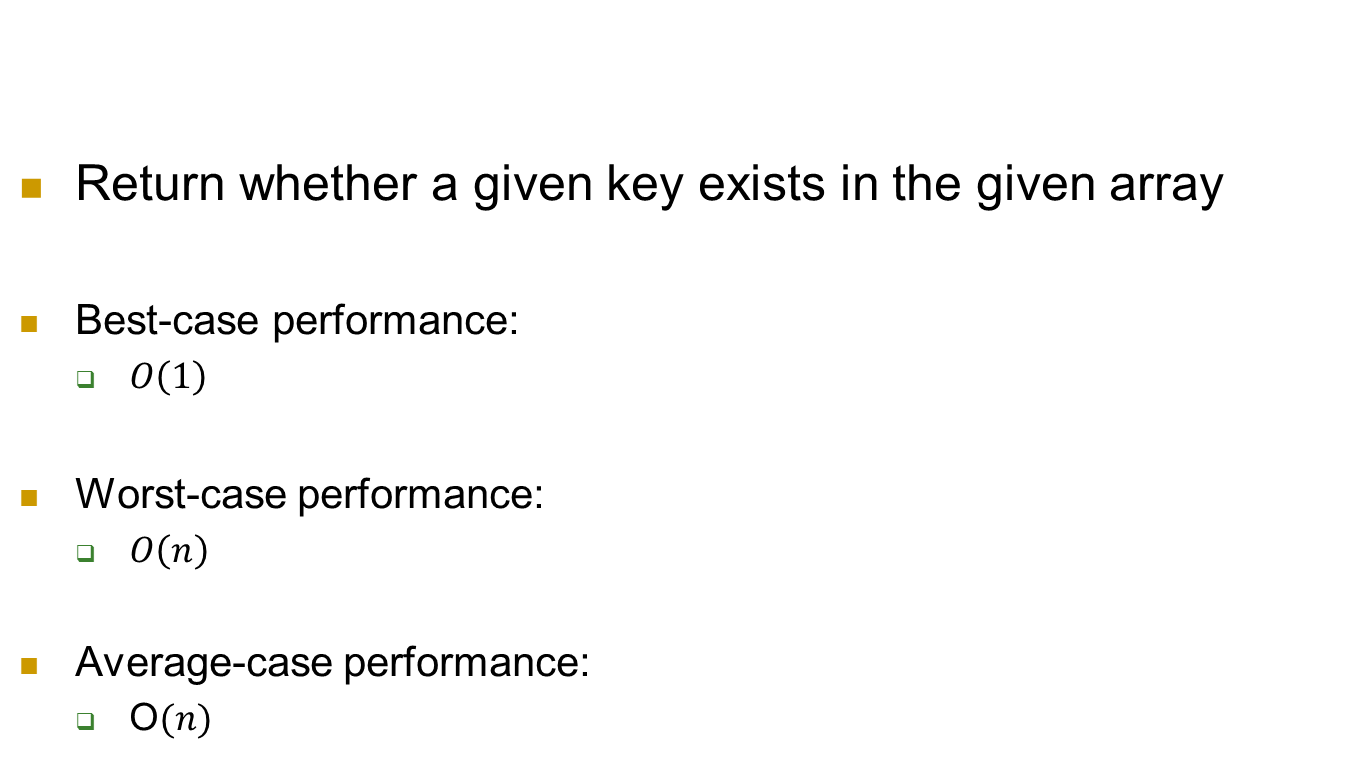 Return whether a given key exists in the given array
Best-case performance:
O(1)
Worst-case performance:
O(n)
Average-case performance:
O(n)